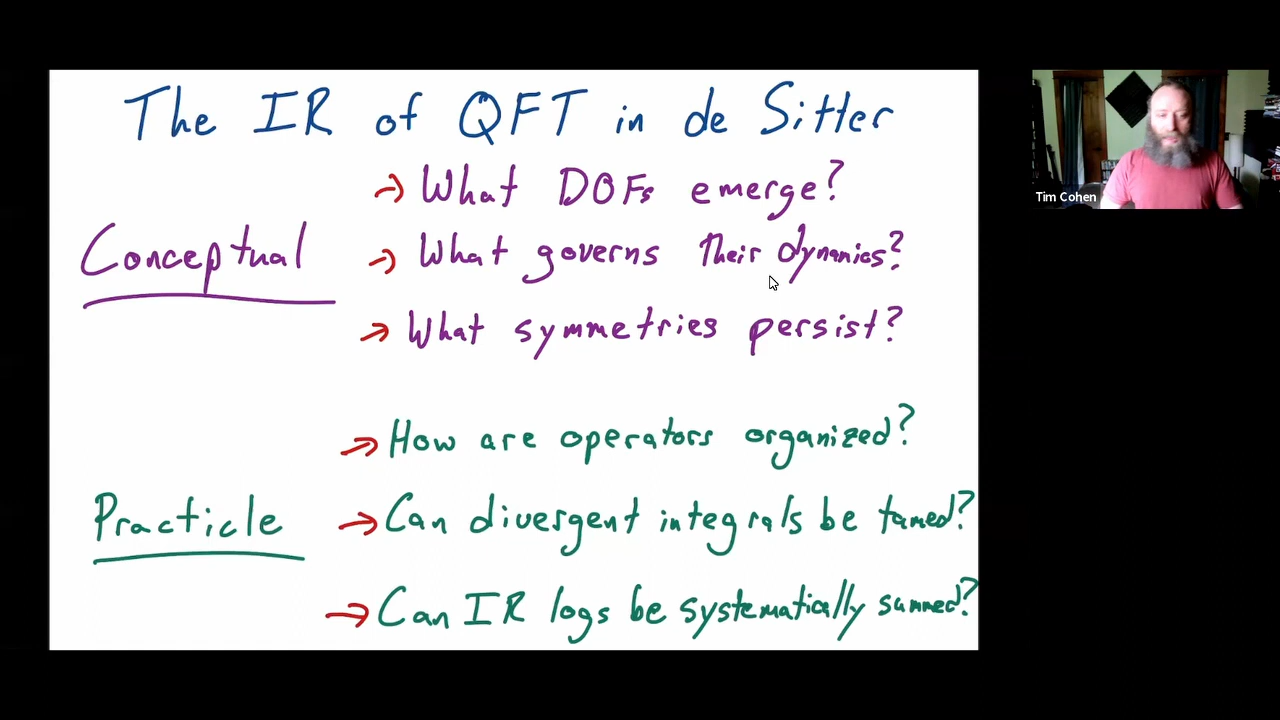 The IR of QFT in de Sitter
→ What DOFs emerge?
Conceptual
→ What governs their dynamics?
→ What symmetries persist?
→ How are operators organized?
Practicle
→ Can divergent integrals be tamed?
→ Can IR logs be systematically summed?
Tim Cohen